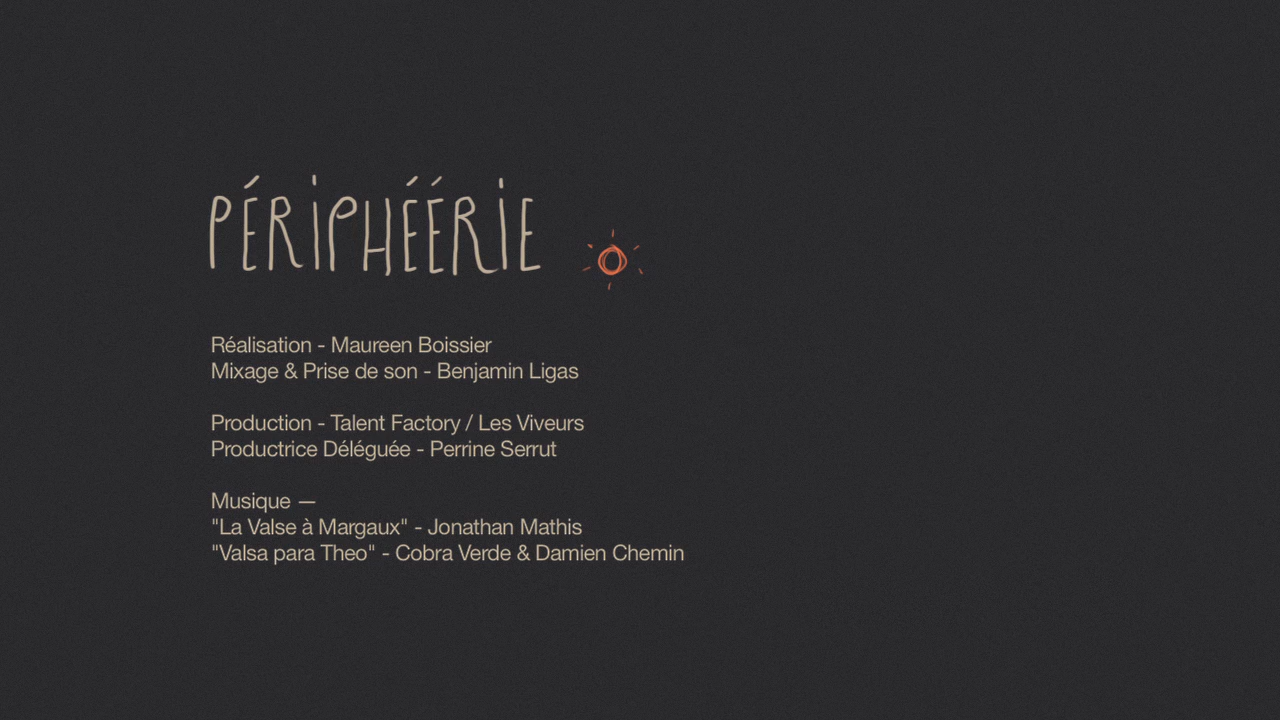 PÉRIPHÉÉRIE
Réalisation - Maureen Boissier
Mixage & Prise de son - Benjamin Ligas
Production - Talent Factory / Les Viveurs
Productrice Déléguée - Perrine Serrut
Musique —
"La Valse à Margaux" - Jonathan Mathis
"Valsa para Theo" - Cobra Verde & Damien Chemin